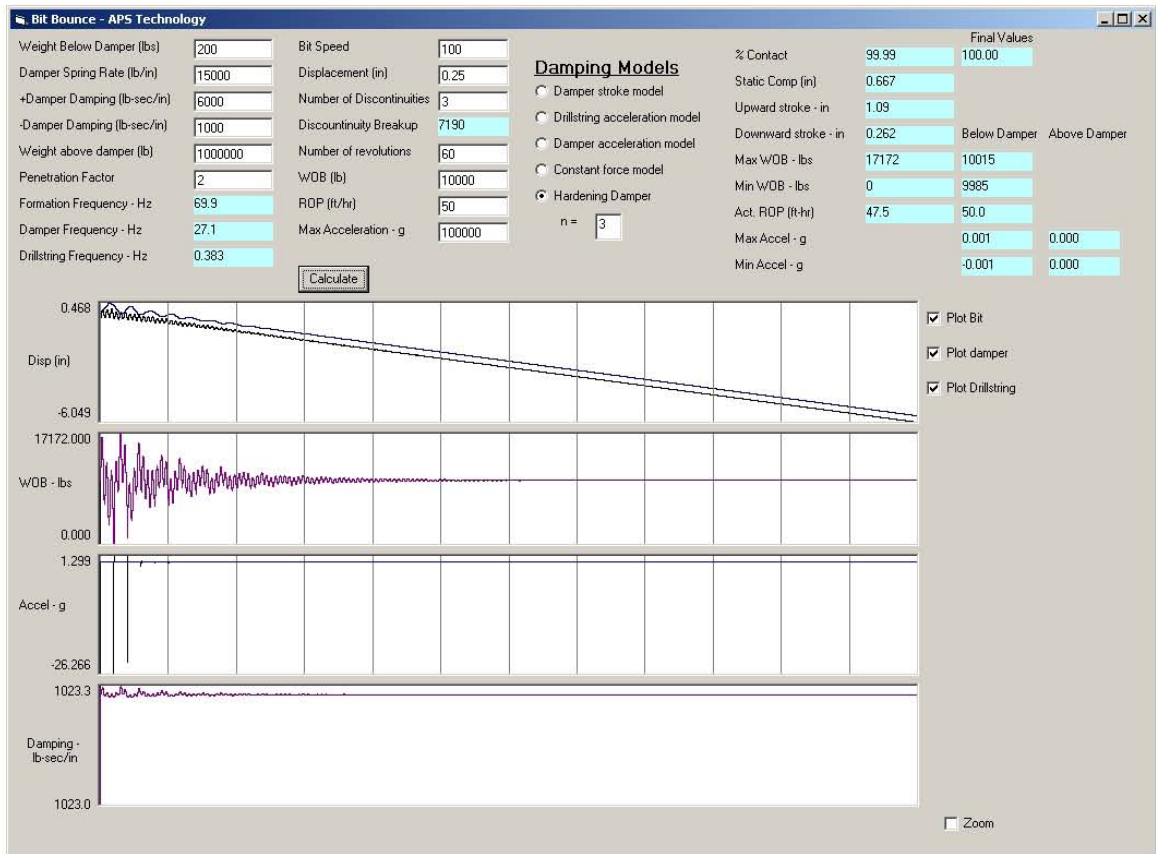 Bit Bounce - APS Technology
Weight Below Damper (lbs) 200
Damper Spring Rate (lb/in) 15000
+Damper Damping (lb-sec/in) 6000
-Damper Damping (lb-sec/in) 1000
Weight above damper (lb) 1000000
Penetration Factor 2
Formation Frequency - Hz 69.9
Damper Frequency - Hz 27.1
Drillstring Frequency - Hz 0.383
Bit Speed 100
Displacement (in) 0.25
Number of Discontinuities 3
Discountinuity Breakup 7190
Number of revolutions 60
WOB (lb) 10000
ROP (ft/hr) 50
Max Acceleration - g 100000
Calculate
Damping Models
Damper stroke model
Drillstring acceleration model
Damper acceleration model
Constant force model
Hardening Damper
n = 3
Final Values
% Contact 99.99 100.00
Static Comp (in) 0.667
Upward stroke - in 1.09
Downward stroke - in 0.262 Below Damper Above Damper
Max WOB - lbs 17172 10015
Min WOB - lbs 0 9985
Act. ROP (ft-hr) 47.5 50.0
Max Accel - g 0.001 0.000
Min Accel - g -0.001 0.000
0.468
Disp (in)
-6.049
Plot Bit
Plot damper
Plot Drillstring
17172.000
WOB - lbs
0.000
1.299
Accel - g
-26.266
1023.3
Damping -
lb-sec/in
1023.0
Zoom